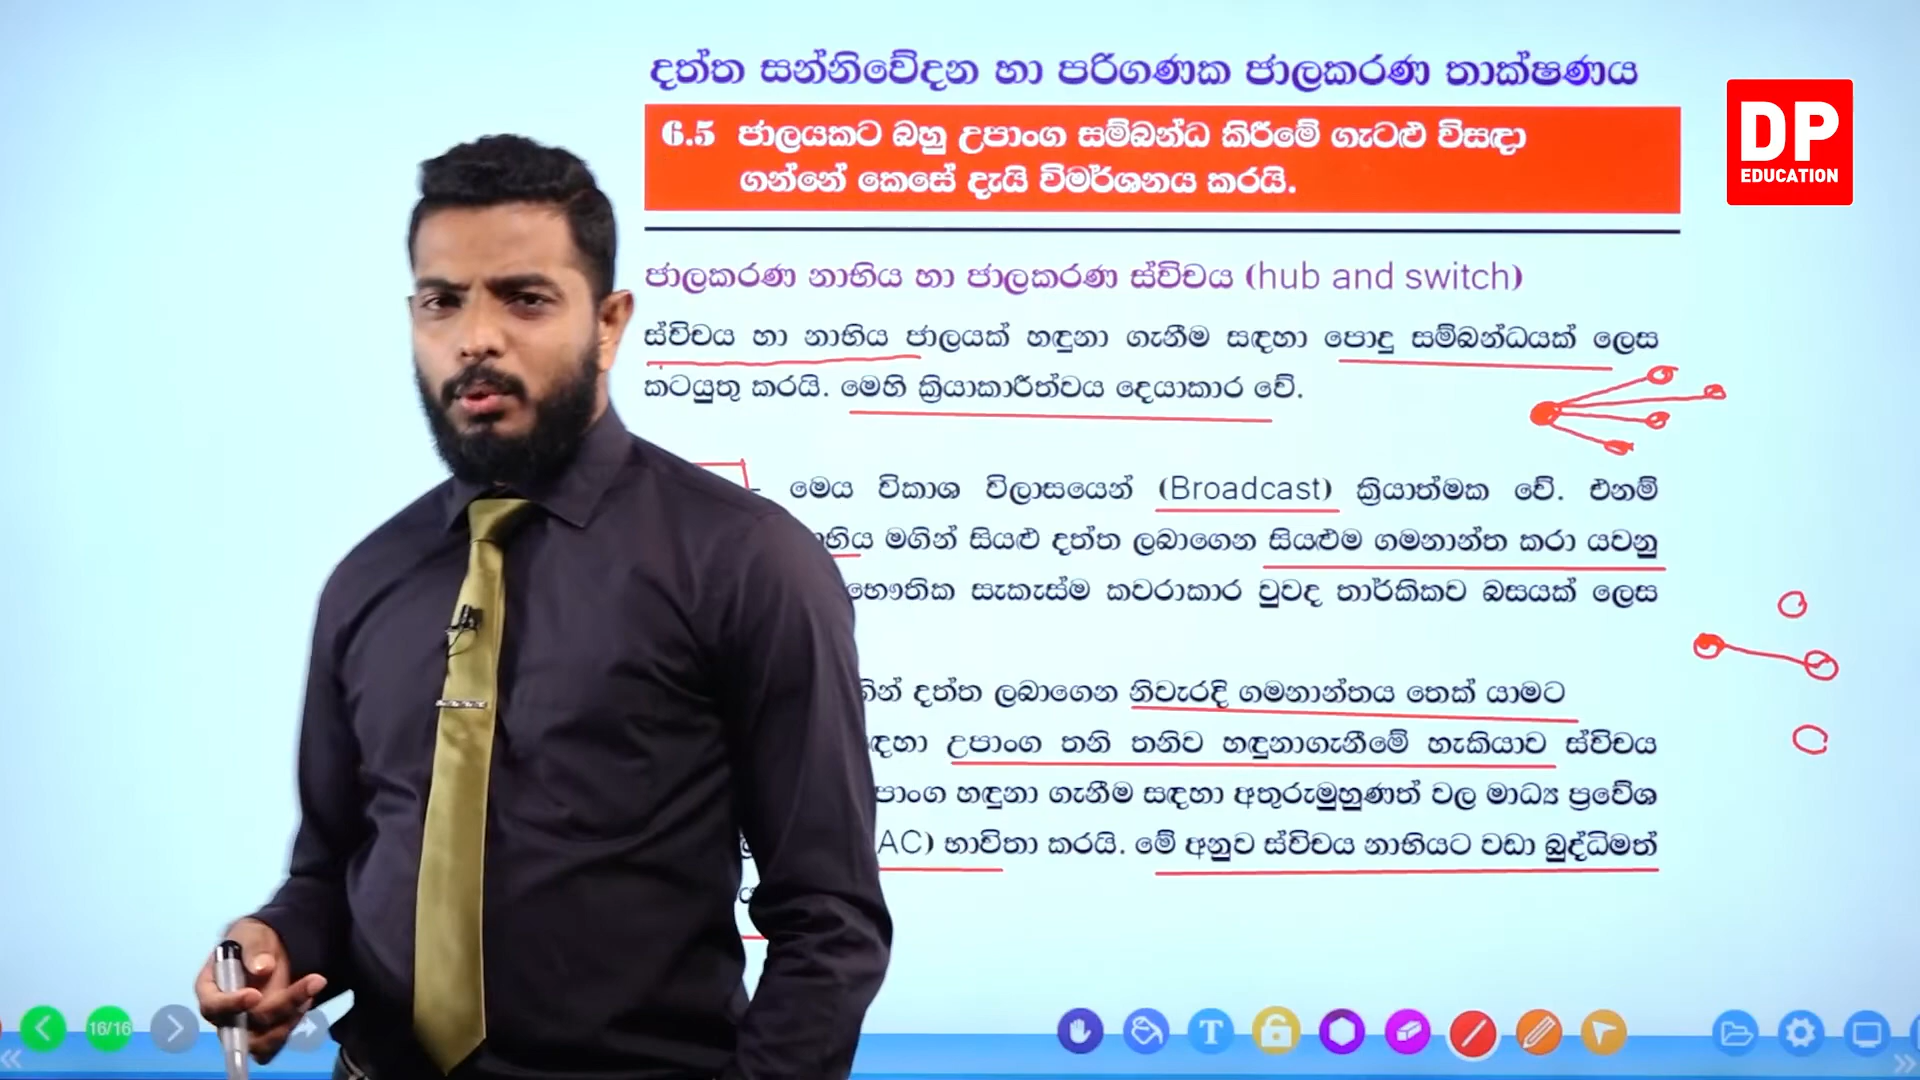 දත්ත සන්නිවේදන හා පරිගණක ජාලකරණ තාක්ෂණය
6.5 ජාලයකට බහු උපාංග සම්බන්ධ කිරීමේ ගැටළු විසඳා
ගන්නේ කෙසේ දැයි විමර්ශනය කරයි.
DP
EDUCATION
ජාලකරණ නාභිය හා ජාලකරණ ස්විචය (hub and switch)
ස්විචය හා නාභිය ජාලයක් හඳුනා ගැනීම සඳහා පොදු සම්බන්ධයක් ලෙස
කටයුතු කරයි. මෙහි ක්‍රියාකාරීත්වය දෙයාකාර වේ.
මෙය විකාශ විලාසයෙන් (Broadcast) ක්‍රියාත්මක වේ. එනම්
මගින් සියළු දත්ත ලබාගෙන සියළුම ගමනාන්ත කරා යවනු
භෞතික සැකැස්ම කවරාකාර වුවද තාර්කිකව බසයක් ලෙස
දත්ත ලබාගෙන නිවැරදි ගමනාන්තය තෙක් යාමට
උපාංග තනි තනිව හඳුනාගැනීමේ හැකියාව ස්විචය
හඳුනා ගැනීම සඳහා අතුරුමුහුණත් වල මාධ්‍ය ප්‍රවේශ
AC) භාවිතා කරයි. මේ අනුව ස්විචය නාභියට වඩා බුද්ධිමත්
16/16